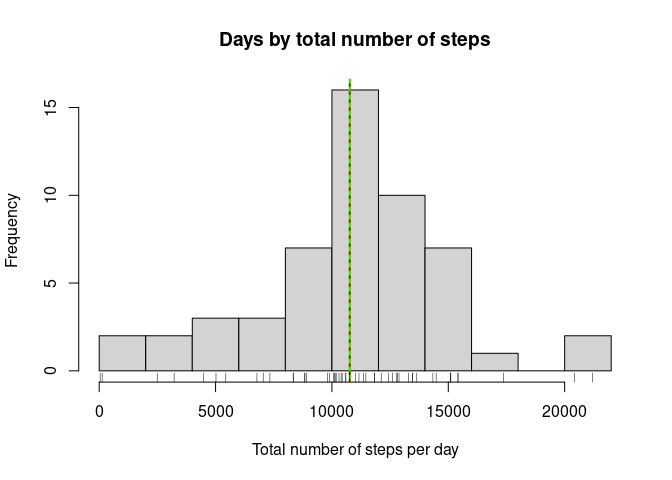 Days by total number of steps
Frequency
15
10
5
0
0 5000 10000 15000 20000
Total number of steps per day